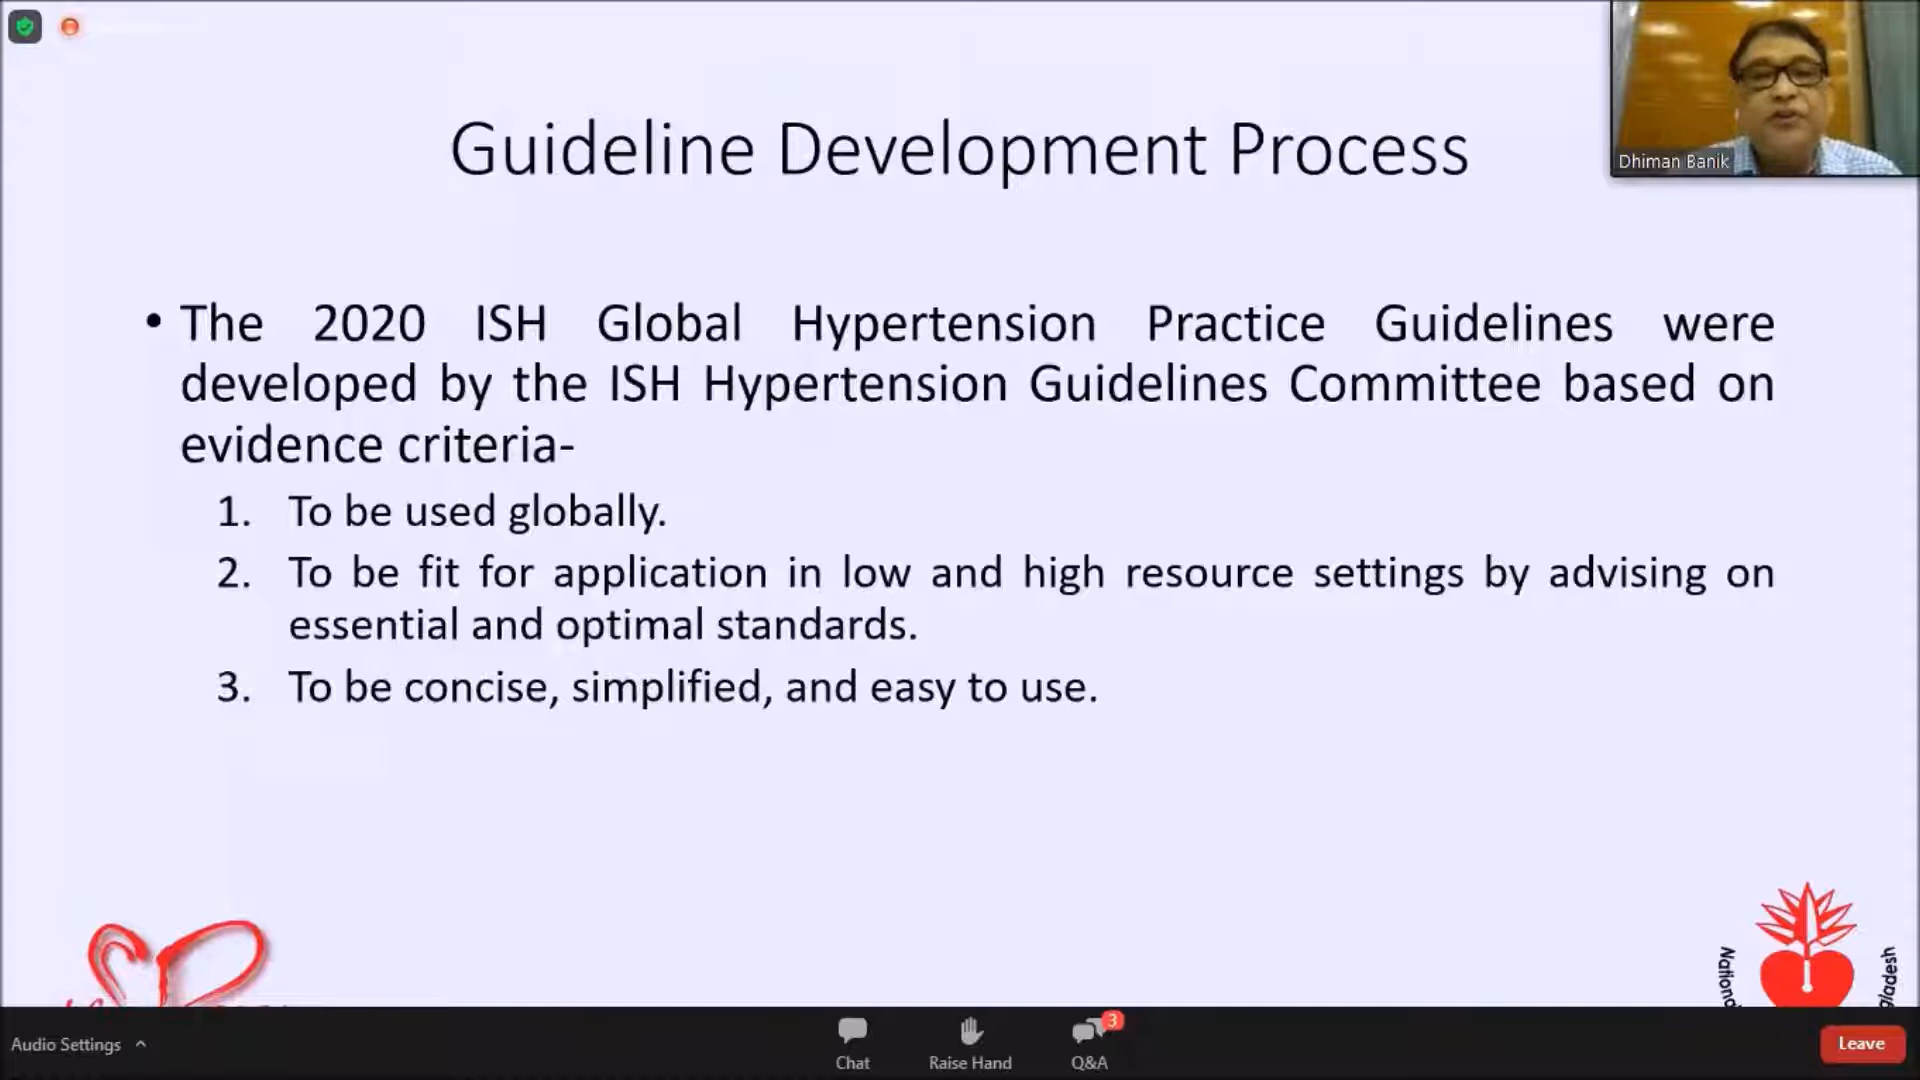 Guideline Development Process
Dhiman Banik
• The 2020 ISH Global Hypertension Practice Guidelines were
developed by the ISH Hypertension Guidelines Committee based on
evidence criteria-
1. To be used globally.
2. To be fit for application in low and high resource settings by advising on
essential and optimal standards.
3. To be concise, simplified, and easy to use.
Audio Settings
Chat
Raise Hand
3
Q&A
Leave